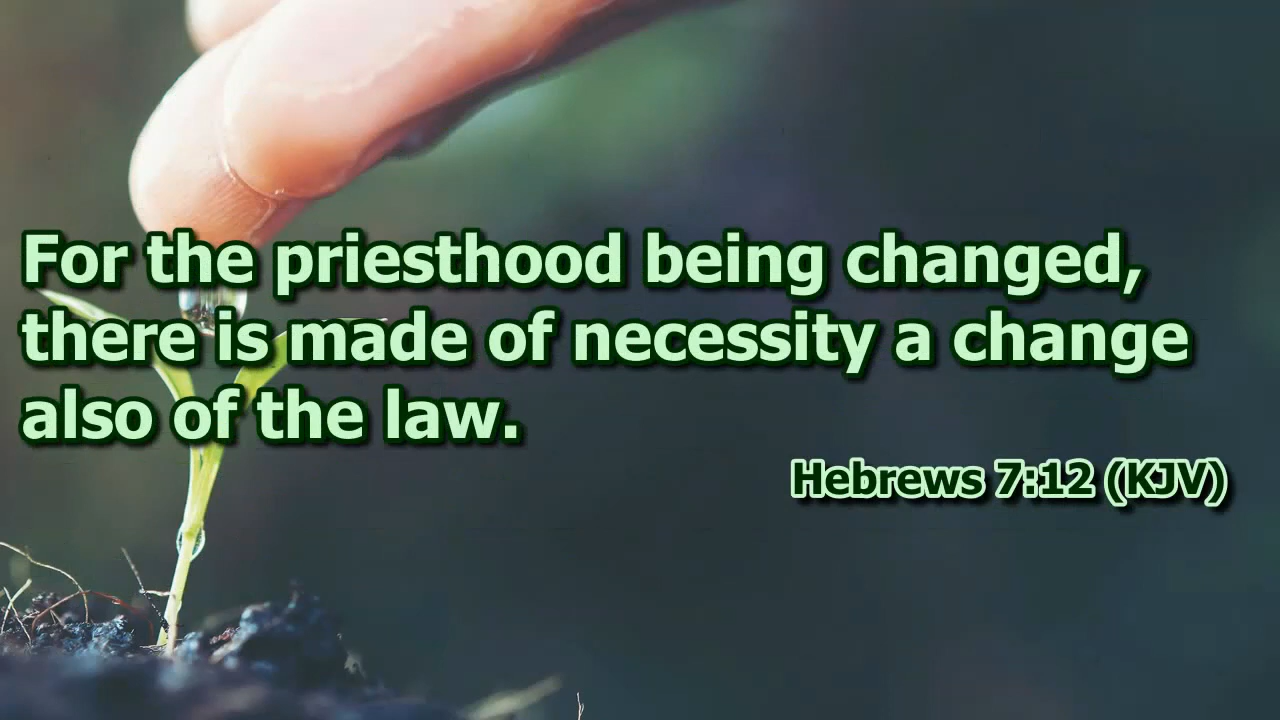 For the priesthood being changed,
there is made of necessity a change
also of the law.
Hebrews 7:12 (KJV)